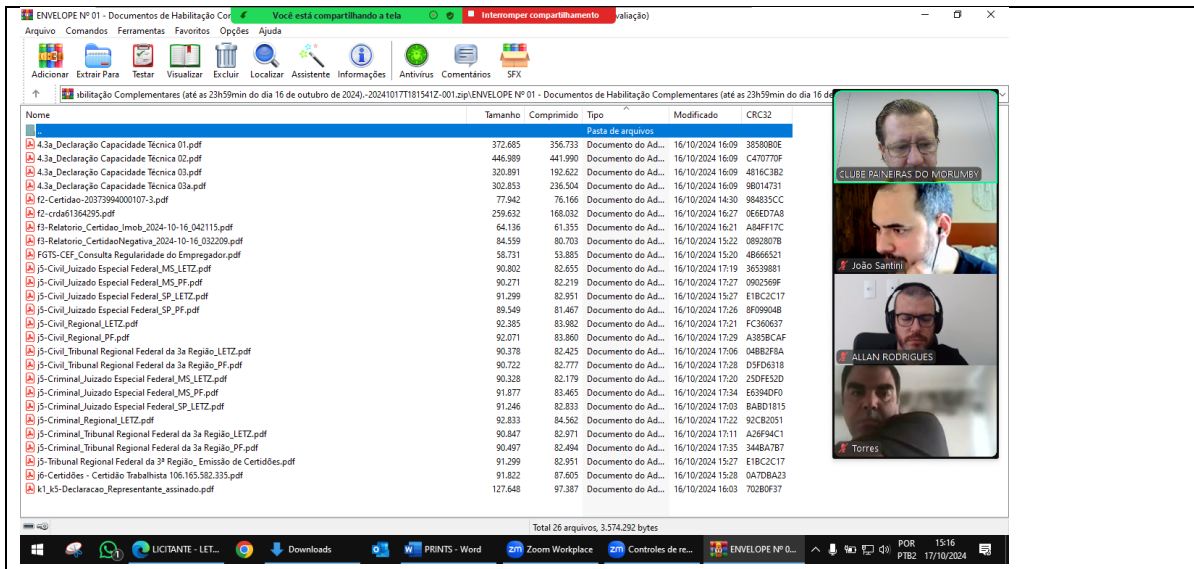 ENVELOPE Nº 01 - Documentos de Habilitação Cor
Você está compartilhando a tela
Interromper compartilhamento
valiação)
Arquivo Comandos Ferramentas Favoritos Opções Ajuda
Adicionar Extrair Para Testar Visualizar Excluir Localizar Assistente Informações Antivírus Comentários SFX
abilitação Complementares (até as 23h59min do dia 16 de outubro de 2024).-20241017T181541Z-001.zip\ENVELOPE Nº 01 - Documentos de Habilitação Complementares (até as 23h59min do dia 16 de
Nome Tamanho Comprimido Tipo Modificado CRC32
.. Pasta de arquivos
4.3a_Declaração Capacidade Técnica 01.pdf 372.685 356.733 Documento do Ad... 16/10/2024 16:09 38580B0E
4.3a_Declaração Capacidade Técnica 02.pdf 446.989 441.990 Documento do Ad... 16/10/2024 16:09 C470770F
4.3a_Declaração Capacidade Técnica 03.pdf 320.891 192.622 Documento do Ad... 16/10/2024 16:09 4816C3B2
4.3a_Declaração Capacidade Técnica 03a.pdf 302.853 236.504 Documento do Ad... 16/10/2024 16:09 9B014731
f2-Certidao-20373994000107-3.pdf 77.942 76.166 Documento do Ad... 16/10/2024 14:30 984835CC
f2-crda61364295.pdf 259.632 168.032 Documento do Ad... 16/10/2024 16:27 0E6ED7A8
f3-Relatorio_Certidao_Imob_2024-10-16_042115.pdf 64.136 61.355 Documento do Ad... 16/10/2024 16:21 A84FF17C
f3-Relatorio_CertidaoNegativa_2024-10-16_032209.pdf 84.559 80.703 Documento do Ad... 16/10/2024 15:22 0892807B
FGTS-CEF_Consulta Regularidade do Empregador.pdf 58.731 53.885 Documento do Ad... 16/10/2024 15:20 4B666521
j5-Civil_Juizado Especial Federal_MS_LETZ.pdf 90.802 82.655 Documento do Ad... 16/10/2024 17:19 36539881
j5-Civil_Juizado Especial Federal_MS_PF.pdf 90.271 82.219 Documento do Ad... 16/10/2024 17:27 0902569F
j5-Civil_Juizado Especial Federal_SP_LETZ.pdf 91.299 82.951 Documento do Ad... 16/10/2024 15:27 E1BC2C17
j5-Civil_Juizado Especial Federal_SP_PF.pdf 89.549 81.467 Documento do Ad... 16/10/2024 17:26 8F09904B
j5-Civil_Regional_LETZ.pdf 92.385 83.982 Documento do Ad... 16/10/2024 17:21 FC360637
j5-Civil_Regional_PF.pdf 92.071 83.860 Documento do Ad... 16/10/2024 17:29 A385BCAF
j5-Civil_Tribunal Regional Federal da 3a Região_LETZ.pdf 90.378 82.425 Documento do Ad... 16/10/2024 17:06 04BB2F8A
j5-Civil_Tribunal Regional Federal da 3a Região_PF.pdf 90.722 82.777 Documento do Ad... 16/10/2024 17:28 D5FD6318
j5-Criminal_Juizado Especial Federal_MS_LETZ.pdf 90.328 82.179 Documento do Ad... 16/10/2024 17:20 25DFE52D
j5-Criminal_Juizado Especial Federal_MS_PF.pdf 91.877 83.465 Documento do Ad... 16/10/2024 17:34 E6394DF0
j5-Criminal_Juizado Especial Federal_SP_LETZ.pdf 91.246 82.833 Documento do Ad... 16/10/2024 17:03 BABD1815
j5-Criminal_Regional_LETZ.pdf 92.833 84.562 Documento do Ad... 16/10/2024 17:22 92CB2051
j5-Criminal_Tribunal Regional Federal da 3a Região_LETZ.pdf 90.847 82.971 Documento do Ad... 16/10/2024 17:11 A26F94C1
j5-Criminal_Tribunal Regional Federal da 3a Região_PF.pdf 90.497 82.494 Documento do Ad... 16/10/2024 17:35 344BA7B7
j5-Tribunal Regional Federal da 3ª Região_ Emissão de Certidões.pdf 91.299 82.951 Documento do Ad... 16/10/2024 15:27 E1BC2C17
j6-Certidões - Certidão Trabalhista 106.165.582.335.pdf 91.822 87.605 Documento do Ad... 16/10/2024 15:28 0A7DBA23
k1_k5-Declaracao_Representante_assinado.pdf 127.648 97.387 Documento do Ad... 16/10/2024 16:03 702B0F37
CLUBE PAINEIRAS DO MORUMBY
João Santini
ALLAN RODRIGUES
Torres
Total 26 arquivos, 3.574.292 bytes
LICITANTE - LET... Downloads PRINTS - Word zm Zoom Workplace zm Controles de re... ENVELOPE Nº 0... POR 15:16
PTB2 17/10/2024